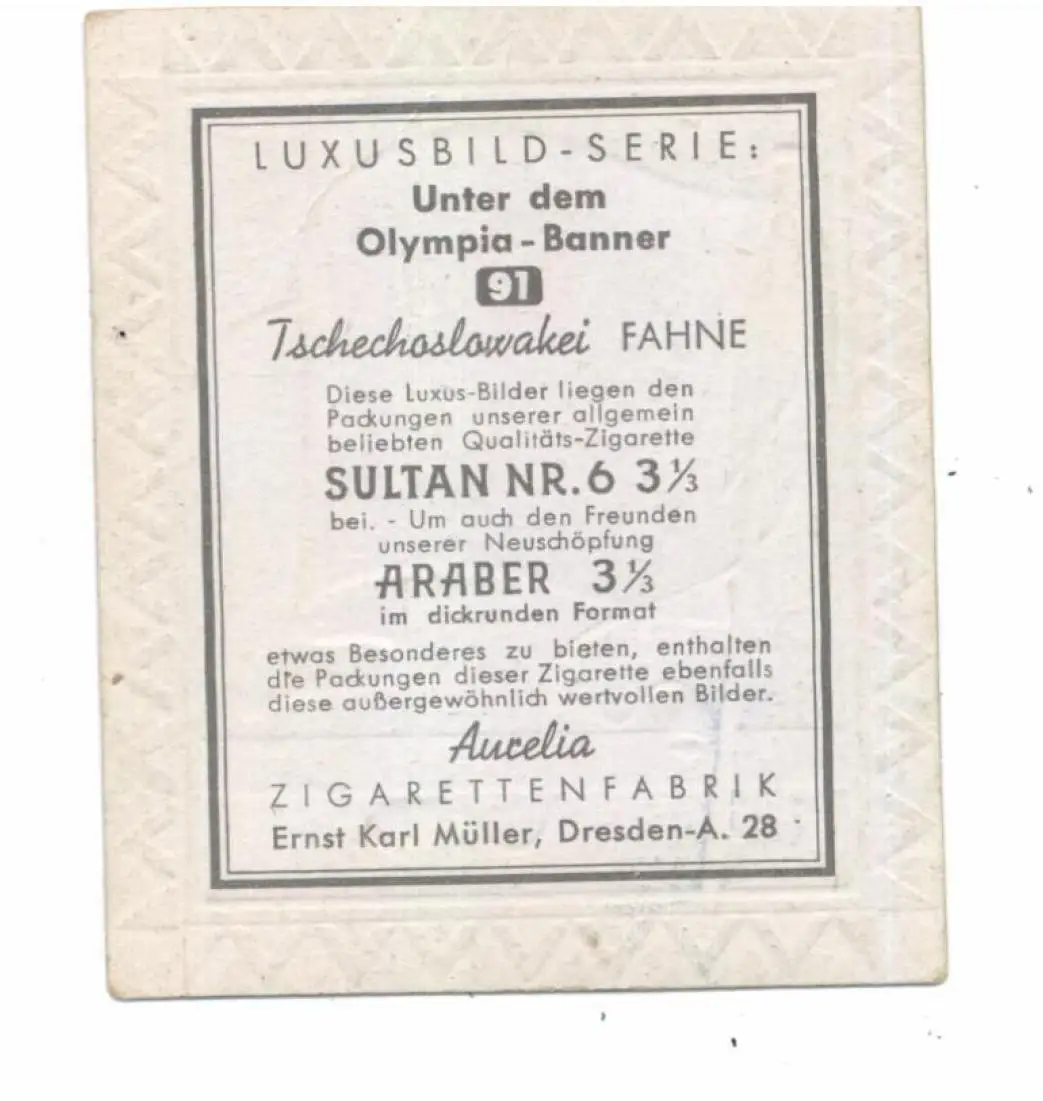 LUXUSBILD-SERIE:
Unter dem
Olympia-Banner
91
Tschechoslowakei FAHNE
Diese Luxus-Bilder liegen den
Packungen unserer allgemein
beliebten Qualitäts-Zigarette
SULTAN NR.6 3⅓
bei. - Um auch den Freunden
unserer Neuschöpfung
ARABER 3⅓
im dickrunden Format
etwas Besonderes zu bieten, enthalten
die Packungen dieser Zigarette ebenfalls
diese außergewöhnlich wertvollen Bilder.
Aurelia
ZIGARETTENFABRIK
Ernst Karl Müller, Dresden-A. 28